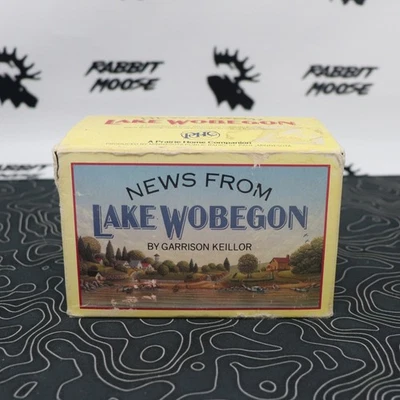 RABBIT
MOOSE
RABBIT
MOOSE
LAKE WOBEGON
PHC
A Prairie Home Companion
NEWS FROM
LAKE WOBEGON
BY GARRISON KEILLOR